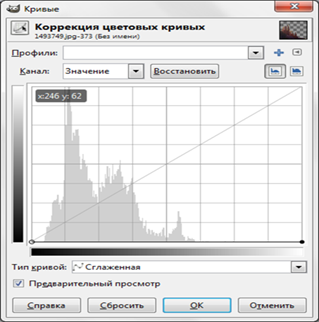 Кривые
Коррекция цветовых кривых
1493749.jpg-373 (Без имени)
Профили:
Канал: Значение Восстановить
x:246 y: 62
Тип кривой: Сглаженная
Предварительный просмотр
Справка Сбросить OK Отменить